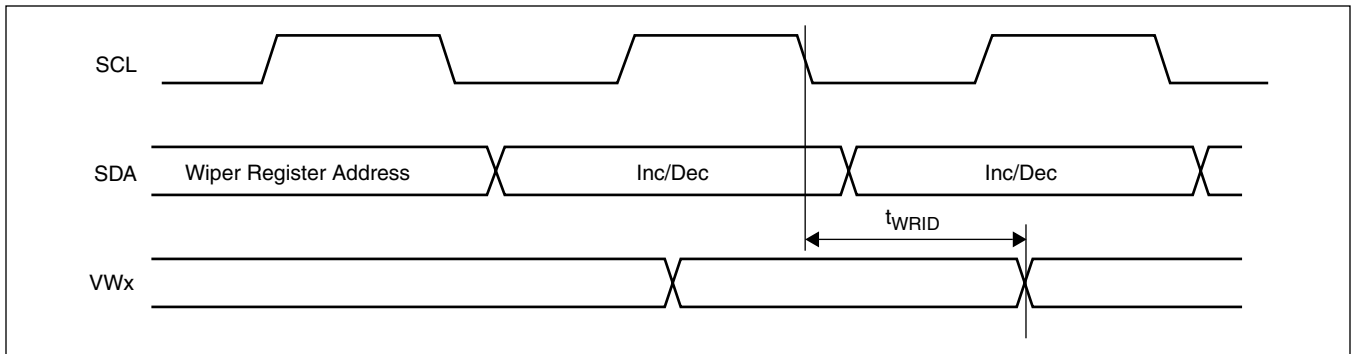 SCL
SDA Wiper Register Address Inc/Dec Inc/Dec
tWRID
VWx